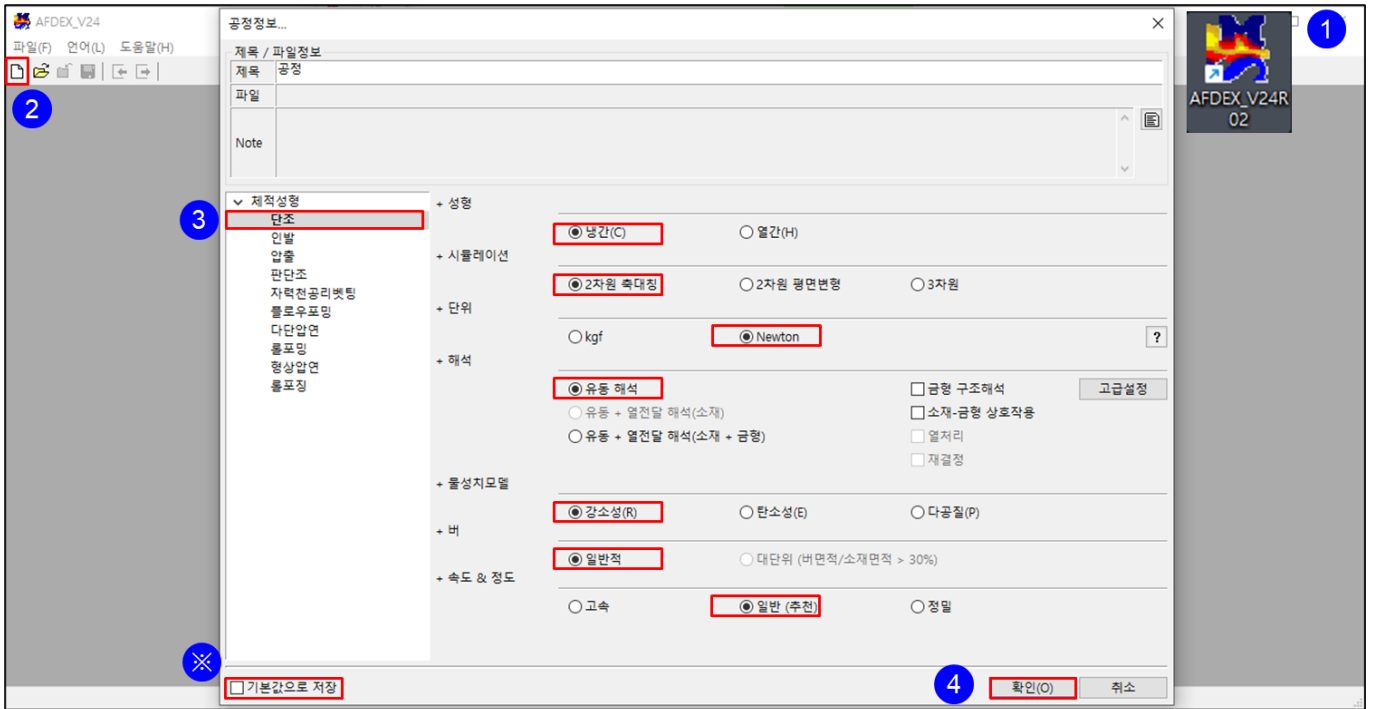 AFDEX_V24
파일(F) 언어(L) 도움말(H)
1
AFDEX_V24R
02
2
공정정보...
제목 / 파일정보
제목 공정
파일
Note
3
체적성형
단조
인발
압출
판단조
자력천공리벳팅
플로우포밍
다단압연
롤포밍
형상압연
롤포징
+ 성형
냉간(C) 열간(H)
+ 시뮬레이션
2차원 축대칭 2차원 평면변형 3차원
+ 단위
kgf Newton ?
+ 해석
유동 해석 금형 구조해석 고급설정
유동 + 열전달 해석(소재) 소재-금형 상호작용
유동 + 열전달 해석(소재 + 금형) 열처리
재결정
+ 물성치모델
강소성(R) 탄소성(E) 다공질(P)
+ 버
일반적 대단위 (버면적/소재면적 > 30%)
+ 속도 & 정도
고속 일반 (추천) 정밀
※
기본값으로 저장
4
확인(O) 취소